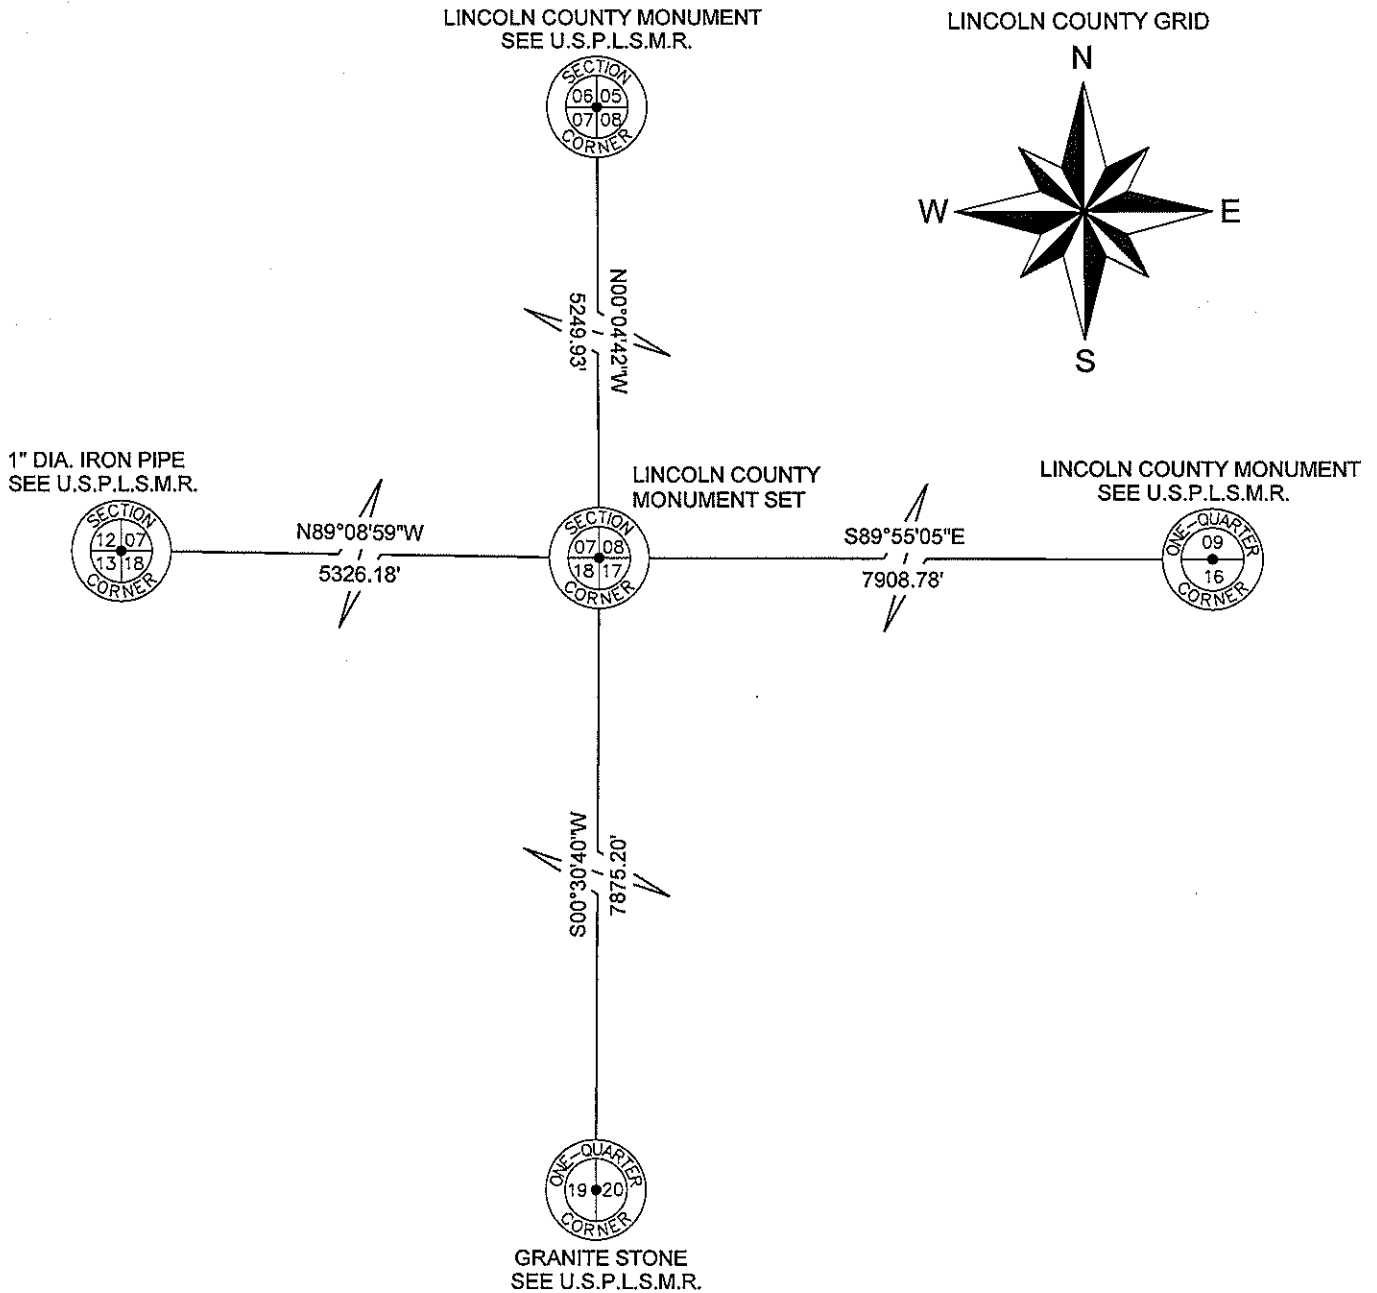 LINCOLN COUNTY MONUMENT
SEE U.S.P.L.S.M.R.
SECTION
06 05
07 08
CORNER
LINCOLN COUNTY GRID
N
W
E
S
N00°04'42"W
5249.93'
1" DIA. IRON PIPE
SEE U.S.P.L.S.M.R.
SECTION
12 07
13 18
CORNER
N89°08'59"W
5326.18'
LINCOLN COUNTY
MONUMENT SET
SECTION
07 08
18 17
CORNER
S89°55'05"E
7908.78'
LINCOLN COUNTY MONUMENT
SEE U.S.P.L.S.M.R.
ONE-QUARTER
09
16
CORNER
S00°30'40"W
7875.20'
ONE-QUARTER
19 20
CORNER
GRANITE STONE
SEE U.S.P.L.S.M.R.